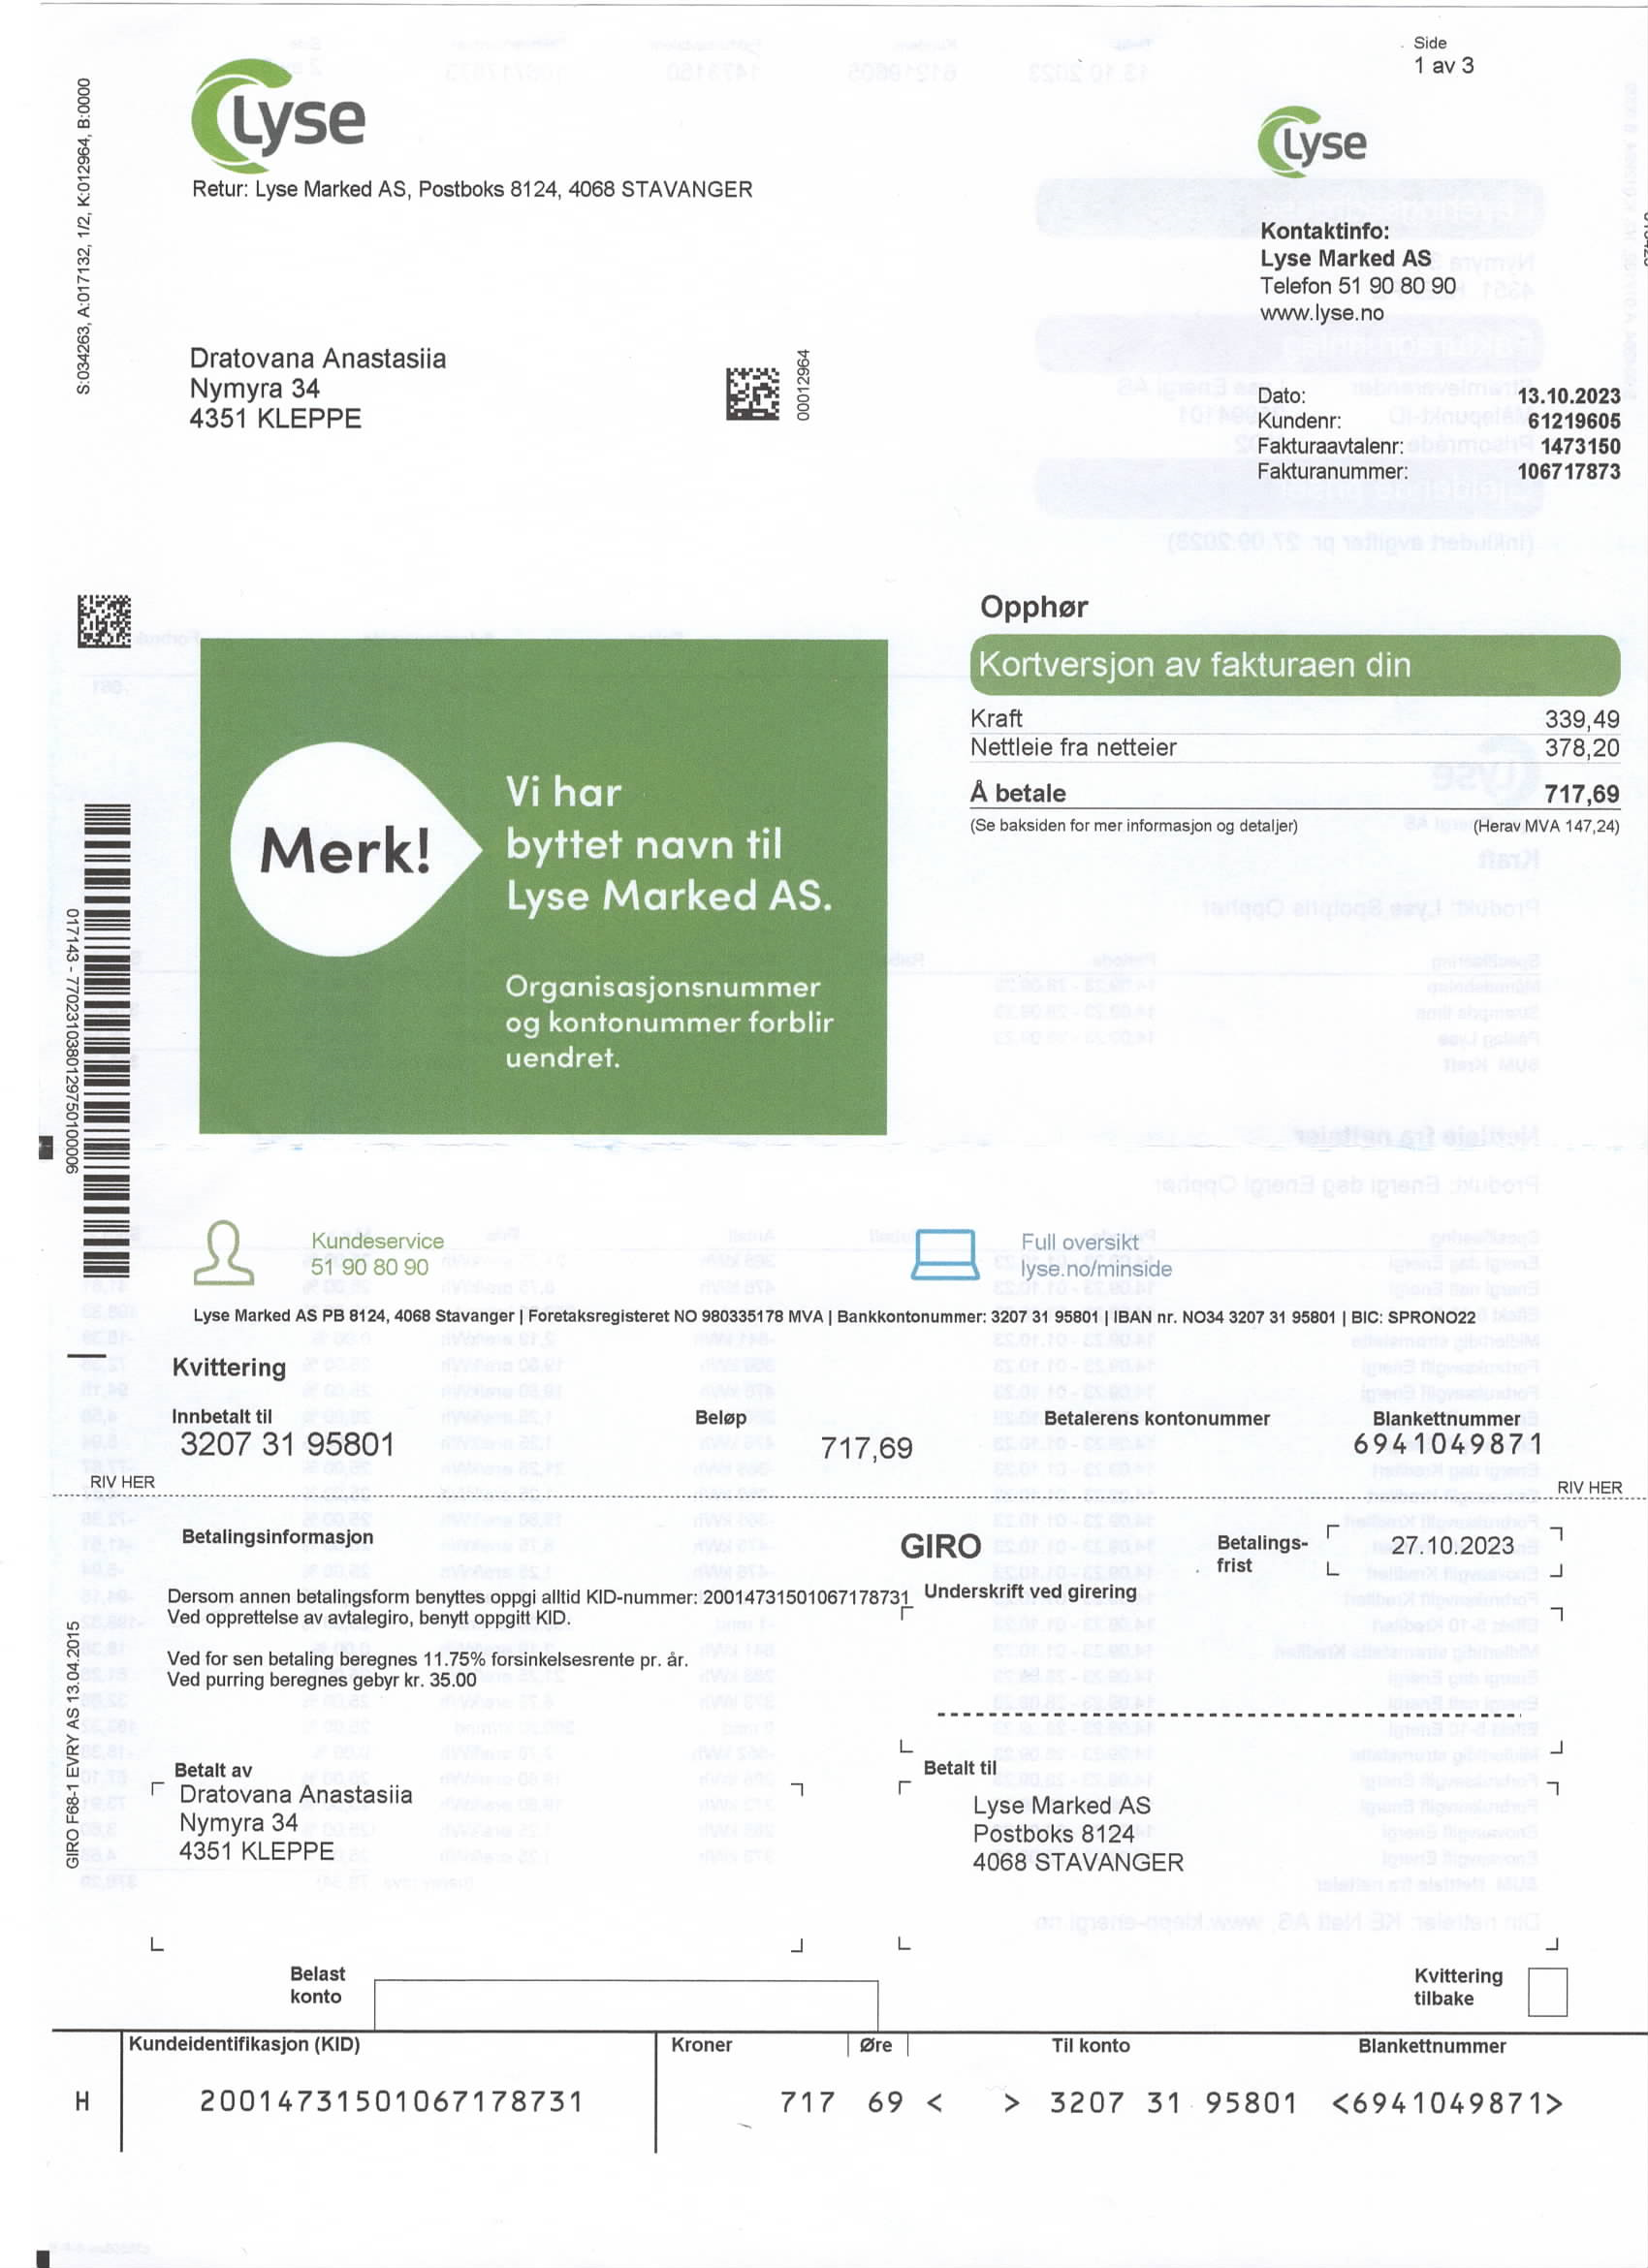 Side
1 av 3
Lyse
Retur: Lyse Marked AS, Postboks 8124, 4068 STAVANGER
S:034263, A:017132, 1/2, K:012964, B:0000
Lyse
Kontaktinfo:
Lyse Marked AS
Telefon 51 90 80 90
www.lyse.no
Dratovana Anastasiia
Nymyra 34
4351 KLEPPE
00012964
Dato: 13.10.2023
Kundenr: 61219605
Fakturaavtalenr: 1473150
Fakturanummer: 106717873
Opphør
Kortversjon av fakturaen din
Kraft 339,49
Nettleie fra netteier 378,20
Å betale 717,69
(Se baksiden for mer informasjon og detaljer) (Herav MVA 147,24)
Merk!
Vi har
byttet navn til
Lyse Marked AS.
Organisasjonsnummer
og kontonummer forblir
uendret.
017143 - 7702310380129750100006
Kundeservice
51 90 80 90
Full oversikt
lyse.no/minside
Lyse Marked AS PB 8124, 4068 Stavanger | Foretaksregisteret NO 980335178 MVA | Bankkontonummer: 3207 31 95801 | IBAN nr. NO34 3207 31 95801 | BIC: SPRONO22
Kvittering
Innbetalt til Beløp Betalerens kontonummer Blankettnummer
3207 31 95801 717,69 6941049871
RIV HER RIV HER
Betalingsinformasjon
GIRO
Betalings-
frist
27.10.2023
Dersom annen betalingsform benyttes oppgi alltid KID-nummer: 20014731501067178731
Ved opprettelse av avtalegiro, benytt oppgitt KID.
Underskrift ved girering
Ved for sen betaling beregnes 11.75% forsinkelsesrente pr. år.
Ved purring beregnes gebyr kr. 35.00
GIRO F68-1 EVRY AS 13.04.2015
Betalt av
Dratovana Anastasiia
Nymyra 34
4351 KLEPPE
Betalt til
Lyse Marked AS
Postboks 8124
4068 STAVANGER
Belast
konto
Kvittering
tilbake
Kundeidentifikasjon (KID) Kroner Øre Til konto Blankettnummer
H 20014731501067178731 717 69 < > 3207 31 95801 <6941049871>